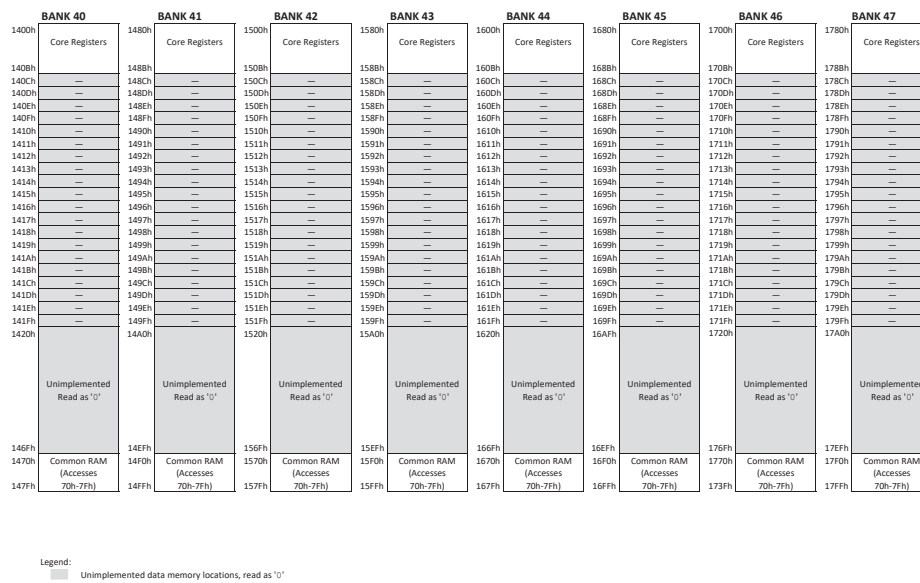 BANK 40 BANK 41 BANK 42 BANK 43 BANK 44 BANK 45 BANK 46 BANK 47
1400h 1480h 1500h 1580h 1600h 1680h 1700h 1780h
Core Registers Core Registers Core Registers Core Registers Core Registers Core Registers Core Registers Core Registers
140Bh 148Bh 150Bh 158Bh 160Bh 168Bh 170Bh 178Bh
140Ch — 148Ch — 150Ch — 158Ch — 160Ch — 168Ch — 170Ch — 178Ch —
140Dh — 148Dh — 150Dh — 158Dh — 160Dh — 168Dh — 170Dh — 178Dh —
140Eh — 148Eh — 150Eh — 158Eh — 160Eh — 168Eh — 170Eh — 178Eh —
140Fh — 148Fh — 150Fh — 158Fh — 160Fh — 168Fh — 170Fh — 178Fh —
1410h — 1490h — 1510h — 1590h — 1610h — 1690h — 1710h — 1790h —
1411h — 1491h — 1511h — 1591h — 1611h — 1691h — 1711h — 1791h —
1412h — 1492h — 1512h — 1592h — 1612h — 1692h — 1712h — 1792h —
1413h — 1493h — 1513h — 1593h — 1613h — 1693h — 1713h — 1793h —
1414h — 1494h — 1514h — 1594h — 1614h — 1694h — 1714h — 1794h —
1415h — 1495h — 1515h — 1595h — 1615h — 1695h — 1715h — 1795h —
1416h — 1496h — 1516h — 1596h — 1616h — 1696h — 1716h — 1796h —
1417h — 1497h — 1517h — 1597h — 1617h — 1697h — 1717h — 1797h —
1418h — 1498h — 1518h — 1598h — 1618h — 1698h — 1718h — 1798h —
1419h — 1499h — 1519h — 1599h — 1619h — 1699h — 1719h — 1799h —
141Ah — 149Ah — 151Ah — 159Ah — 161Ah — 169Ah — 171Ah — 179Ah —
141Bh — 149Bh — 151Bh — 159Bh — 161Bh — 169Bh — 171Bh — 179Bh —
141Ch — 149Ch — 151Ch — 159Ch — 161Ch — 169Ch — 171Ch — 179Ch —
141Dh — 149Dh — 151Dh — 159Dh — 161Dh — 169Dh — 171Dh — 179Dh —
141Eh — 149Eh — 151Eh — 159Eh — 161Eh — 169Eh — 171Eh — 179Eh —
141Fh — 149Fh — 151Fh — 159Fh — 161Fh — 169Fh — 171Fh — 179Fh —
1420h 14A0h 1520h 15A0h 1620h 16AFh 1720h 17A0h
Unimplemented Unimplemented Unimplemented Unimplemented Unimplemented Unimplemented Unimplemented
Read as '0' Read as '0' Read as '0' Read as '0' Read as '0' Read as '0' Read as '0' Read as '0'
146Fh 14EFh 156Fh 15EFh 166Fh 16EFh 176Fh 17EFh
1470h Common RAM 14F0h Common RAM 1570h Common RAM 15F0h Common RAM 1670h Common RAM 16F0h Common RAM 1770h Common RAM 17F0h Common RAM
(Accesses (Accesses (Accesses (Accesses (Accesses (Accesses (Accesses (Accesses
147Fh 70h-7Fh) 14FFh 70h-7Fh) 157Fh 70h-7Fh) 15FFh 70h-7Fh) 167Fh 70h-7Fh) 16FFh 70h-7Fh) 173Fh 70h-7Fh) 17FFh 70h-7Fh)
Legend:
Unimplemented data memory locations, read as '0'